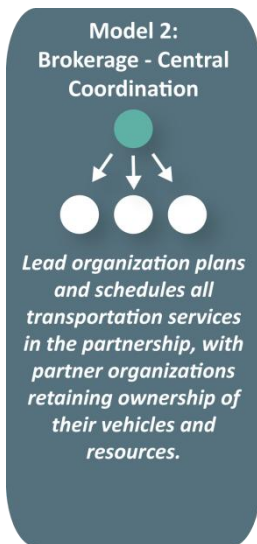 Model 2:
Brokerage - Central
Coordination
Lead organization plans
and schedules all
transportation services
in the partnership, with
partner organizations
retaining ownership of
their vehicles and
resources.